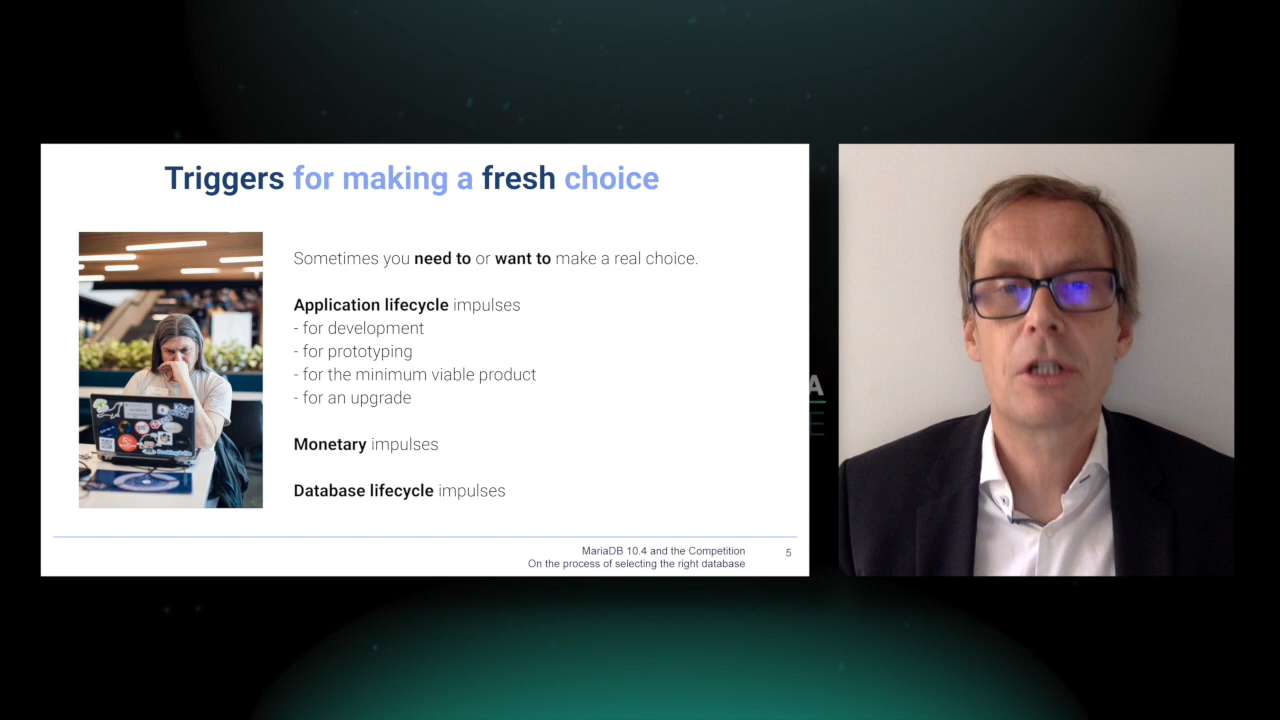 Triggers for making a fresh choice
Sometimes you need to or want to make a real choice.
Application lifecycle impulses
- for development
- for prototyping
- for the minimum viable product
- for an upgrade
Monetary impulses
Database lifecycle impulses
MariaDB 10.4 and the Competition
On the process of selecting the right database
5
A